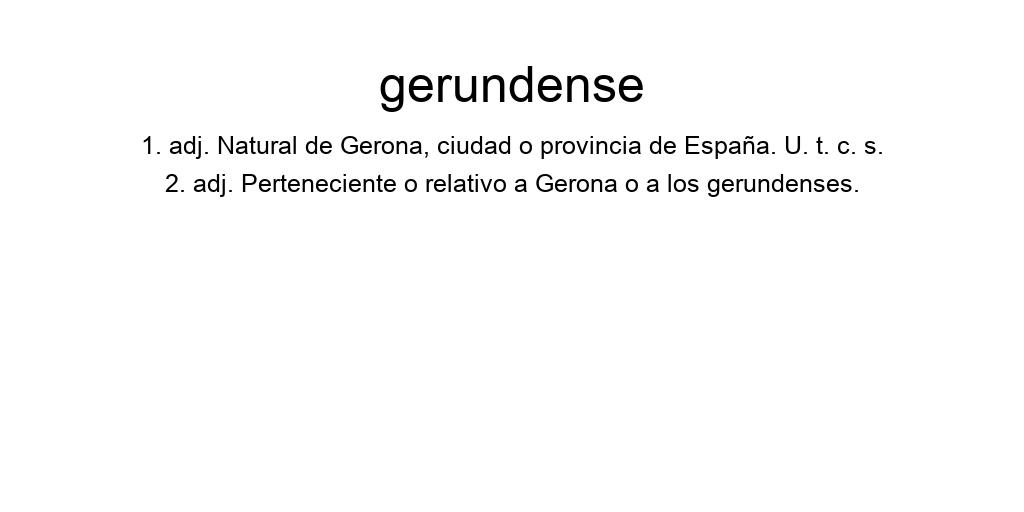 gerundense
1. adj. Natural de Gerona, ciudad o provincia de España. U. t. c. s.
2. adj. Perteneciente o relativo a Gerona o a los gerundenses.